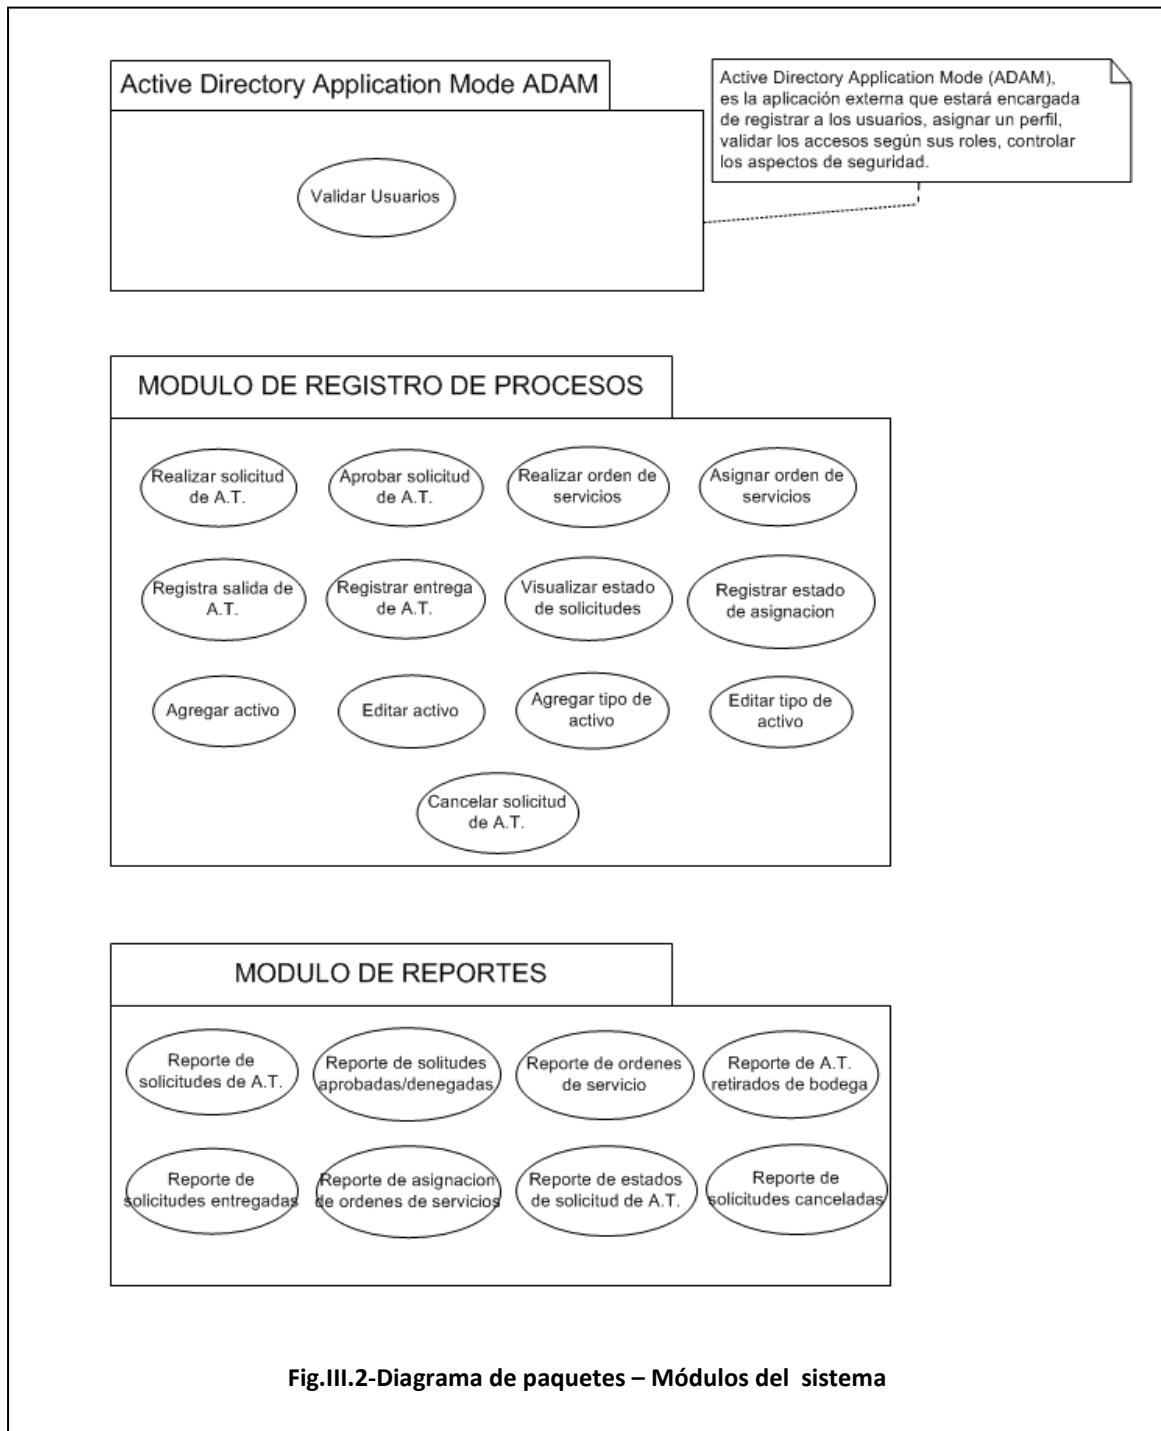 Active Directory Application Mode ADAM
Active Directory Application Mode (ADAM),
es la aplicación externa que estará encargada
de registrar a los usuarios, asignar un perfil,
validar los accesos según sus roles, controlar
los aspectos de seguridad.
Validar Usuarios
MODULO DE REGISTRO DE PROCESOS
Realizar solicitud
de A.T.
Aprobar solicitud
de A.T.
Realizar orden de
servicios
Asignar orden de
servicios
Registra salida de
A.T.
Registrar entrega
de A.T.
Visualizar estado
de solicitudes
Registrar estado
de asignacion
Agregar activo
Editar activo
Agregar tipo de
activo
Editar tipo de
activo
Cancelar solicitud
de A.T.
MODULO DE REPORTES
Reporte de
solicitudes de A.T.
Reporte de solitudes
aprobadas/denegadas
Reporte de ordenes
de servicio
Reporte de A.T.
retirados de bodega
Reporte de
solicitudes entregadas
Reporte de asignacion
de ordenes de servicios
Reporte de estados
de solicitud de A.T.
Reporte de
solicitudes canceladas
Fig.III.2-Diagrama de paquetes – Módulos del  sistema